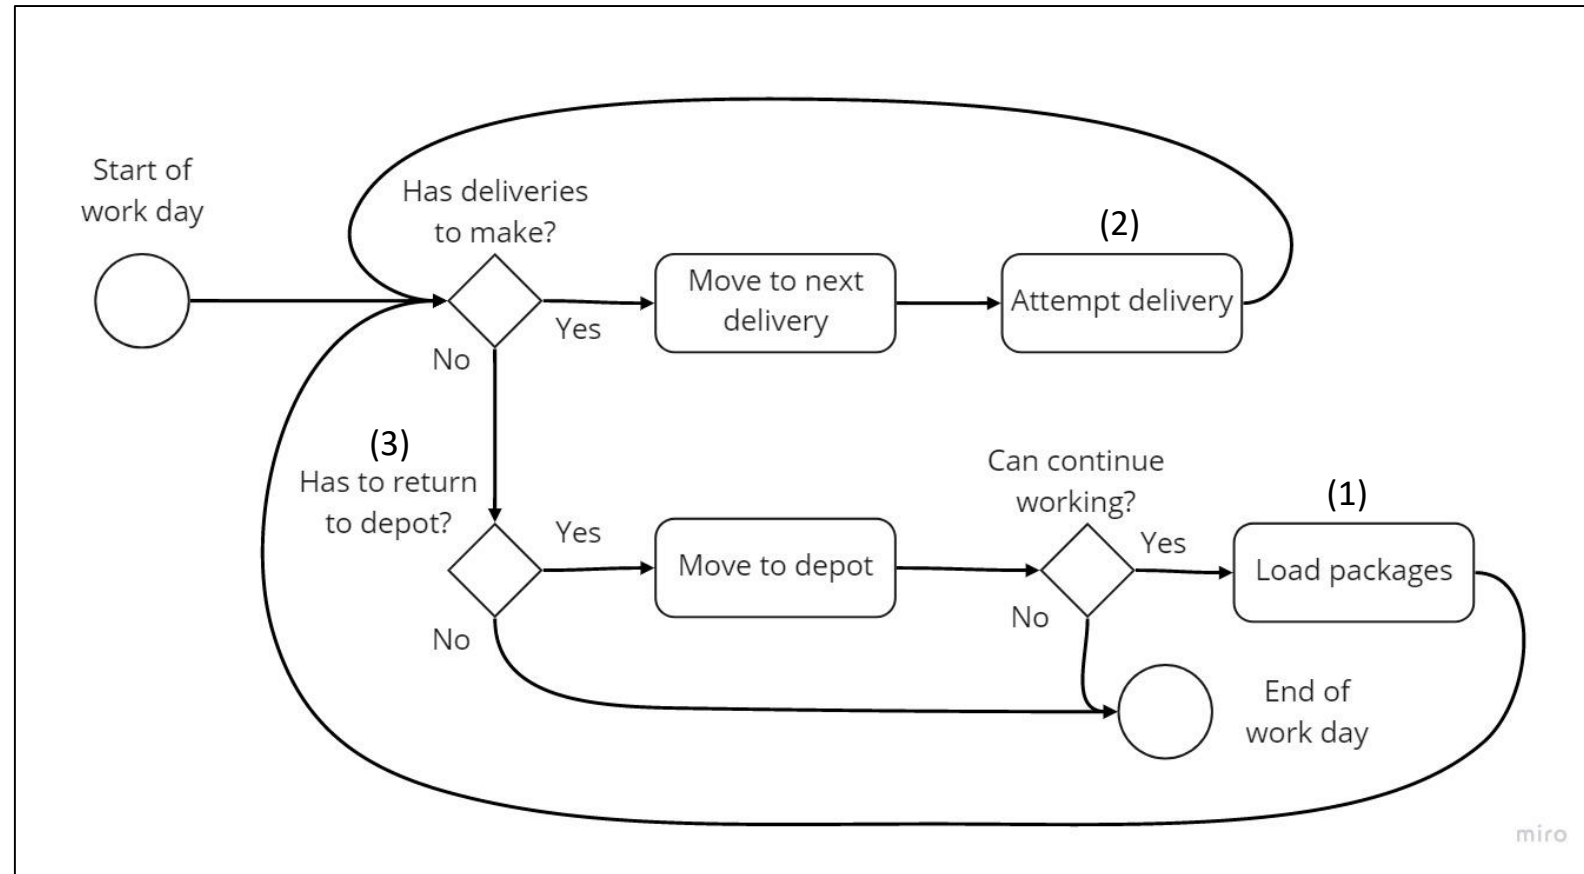 Start of
work day
Has deliveries
to make?
Yes
No
Move to next
delivery
(2)
Attempt delivery
(3)
Has to return
to depot?
Yes
No
Move to depot
Can continue
working?
Yes
No
(1)
Load packages
End of
work day
miro